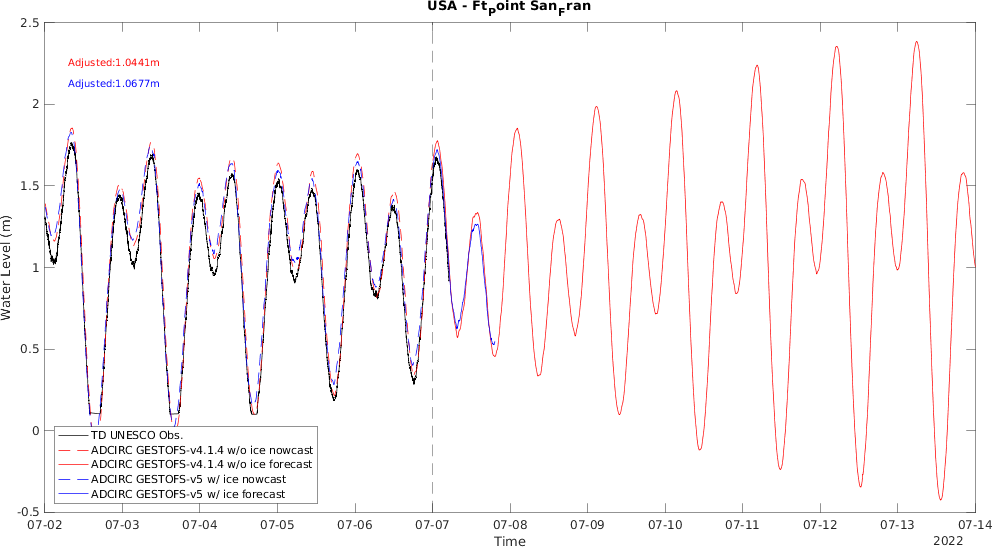 USA - Ft_Point San_Fran
2.5
2
1.5
1
0.5
0
-0.5
Water Level (m)
Adjusted:1.0441m
Adjusted:1.0677m
TD UNESCO Obs.
ADCIRC GESTOFS-v4.1.4 w/o ice nowcast
ADCIRC GESTOFS-v4.1.4 w/o ice forecast
ADCIRC GESTOFS-v5 w/ ice nowcast
ADCIRC GESTOFS-v5 w/ ice forecast
07-02 07-03 07-04 07-05 07-06 07-07 07-08 07-09 07-10 07-11 07-12 07-13 07-14
Time
2022